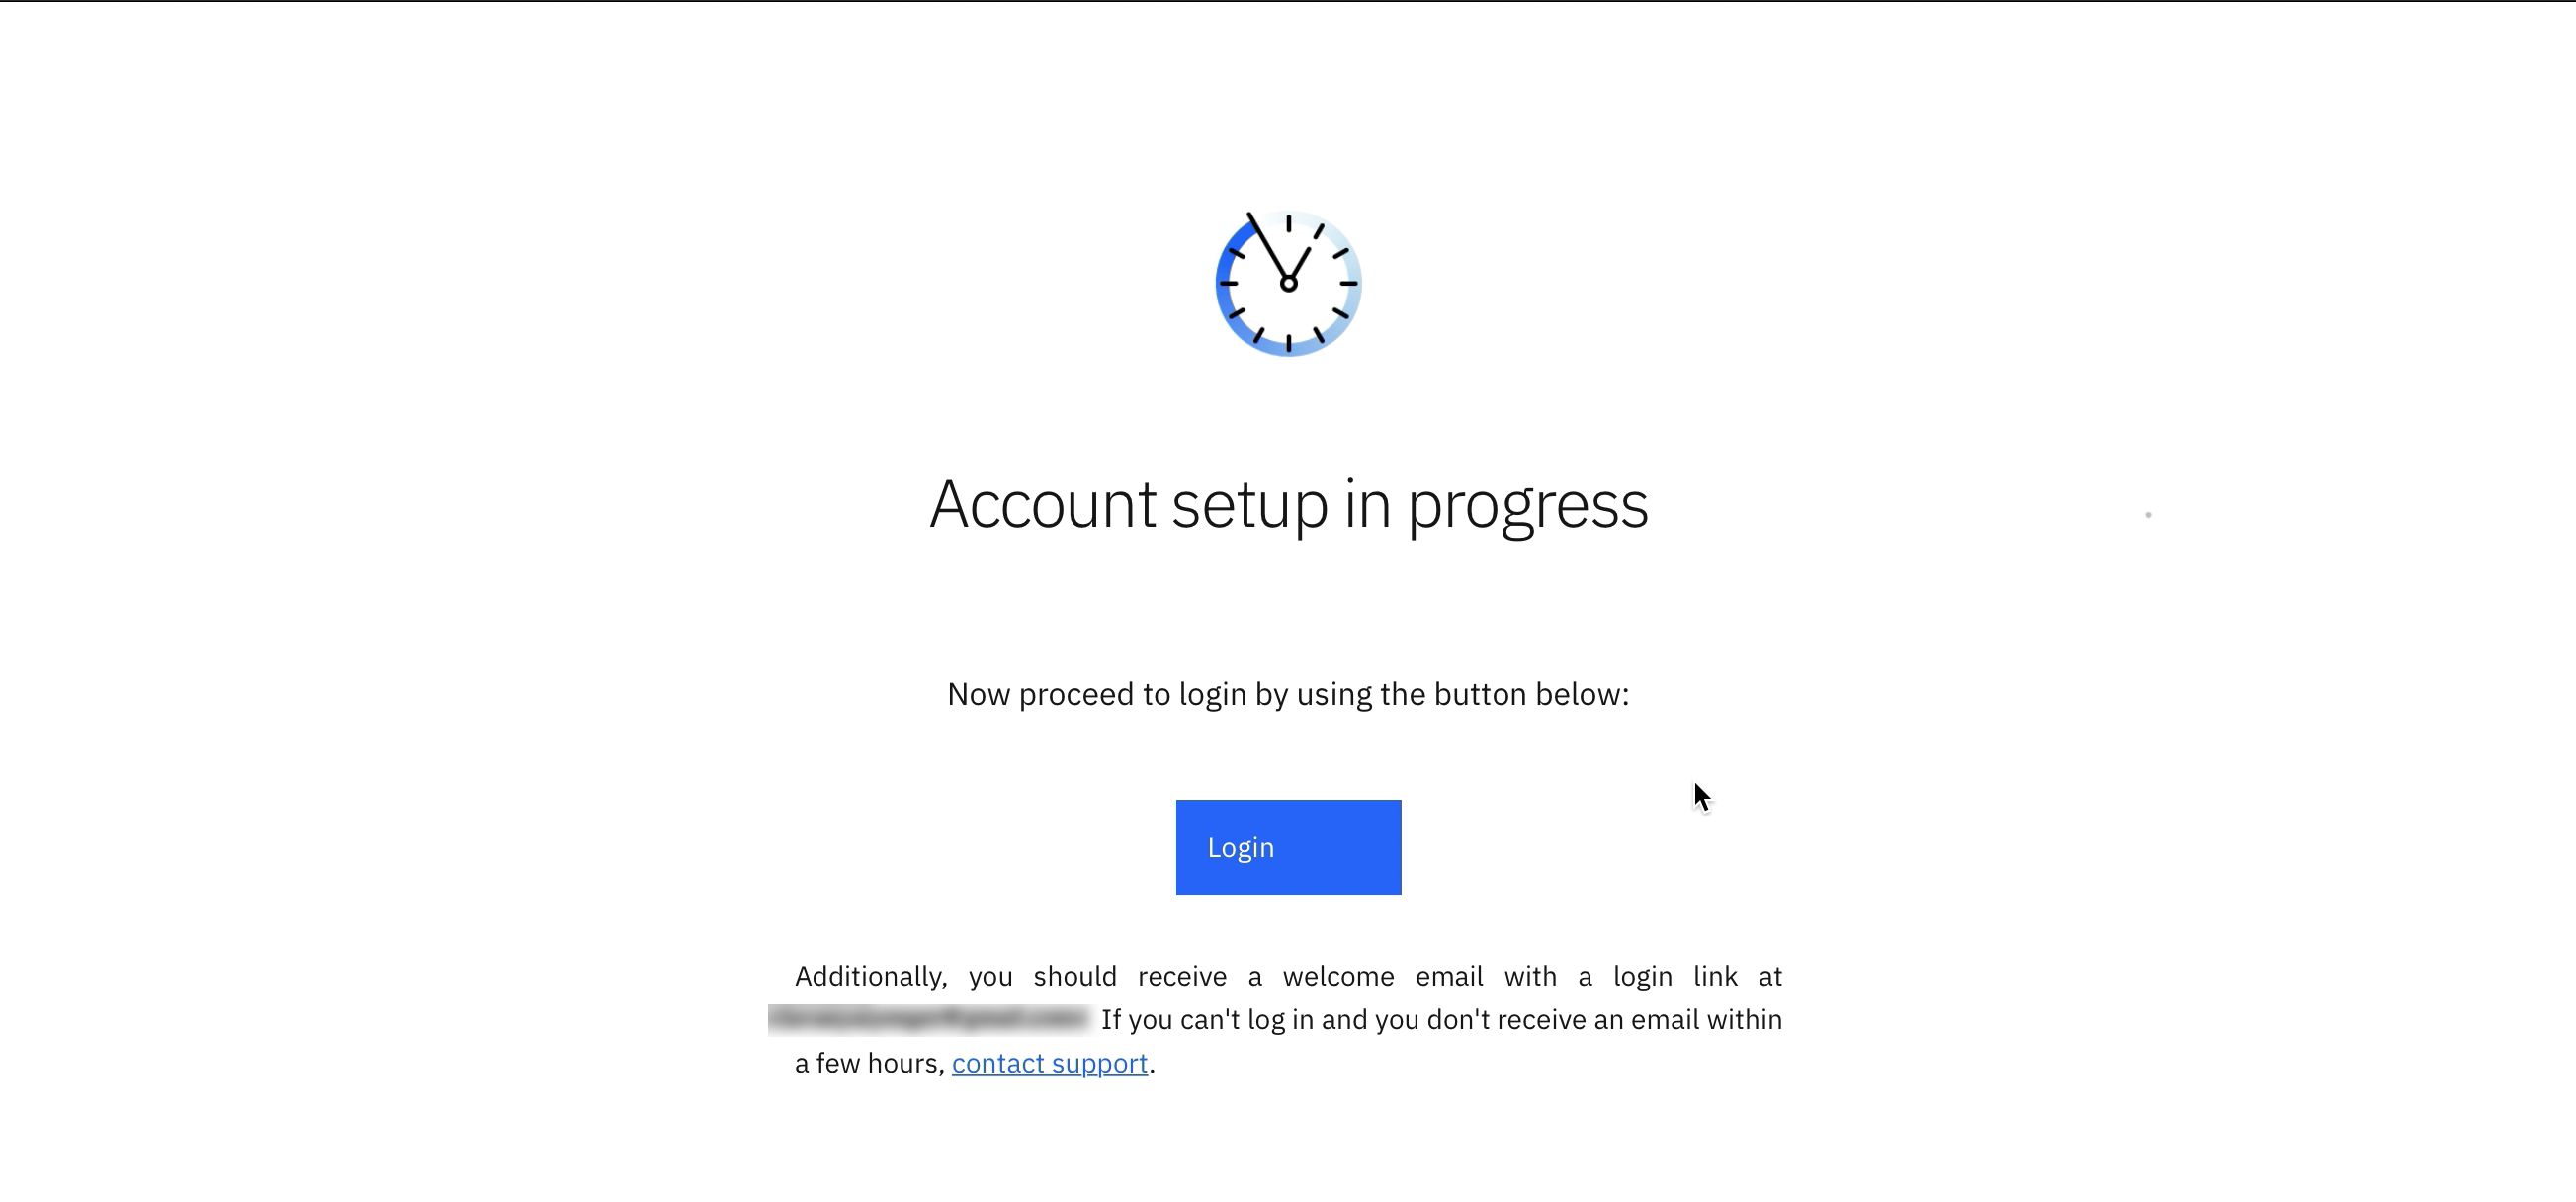 Account setup in progress
Now proceed to login by using the button below:
Login
Additionally, you should receive a welcome email with a login link at
If you can't log in and you don't receive an email within
a few hours, contact support.